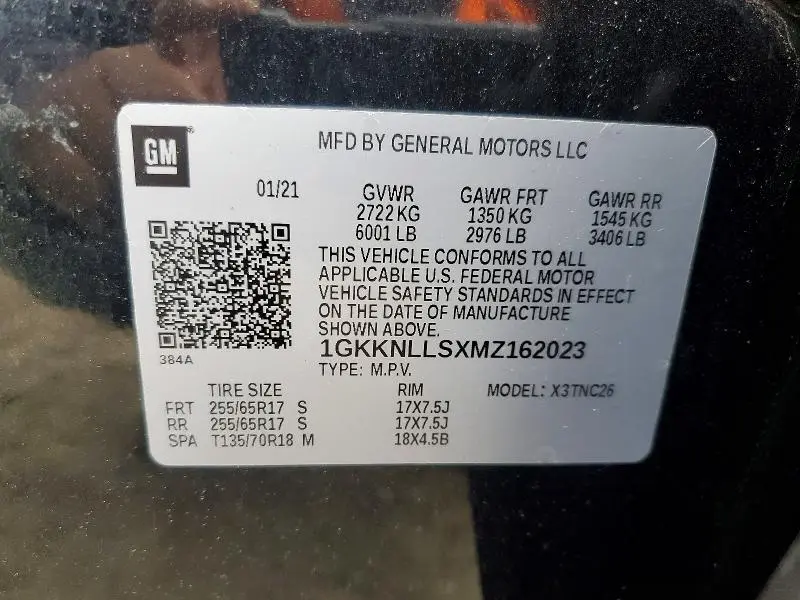 GM
MFD BY GENERAL MOTORS LLC
01/21 GVWR GAWR FRT GAWR RR
2722 KG 1350 KG 1545 KG
6001 LB 2976 LB 3406 LB
THIS VEHICLE CONFORMS TO ALL
APPLICABLE U.S. FEDERAL MOTOR
VEHICLE SAFETY STANDARDS IN EFFECT
ON THE DATE OF MANUFACTURE
SHOWN ABOVE.
384A
1GKKNLLSXMZ162023
TYPE: M.P.V.
TIRE SIZE RIM MODEL: X3TNC26
FRT 255/65R17 S 17X7.5J
RR 255/65R17 S 17X7.5J
SPA T135/70R18 M 18X4.5B